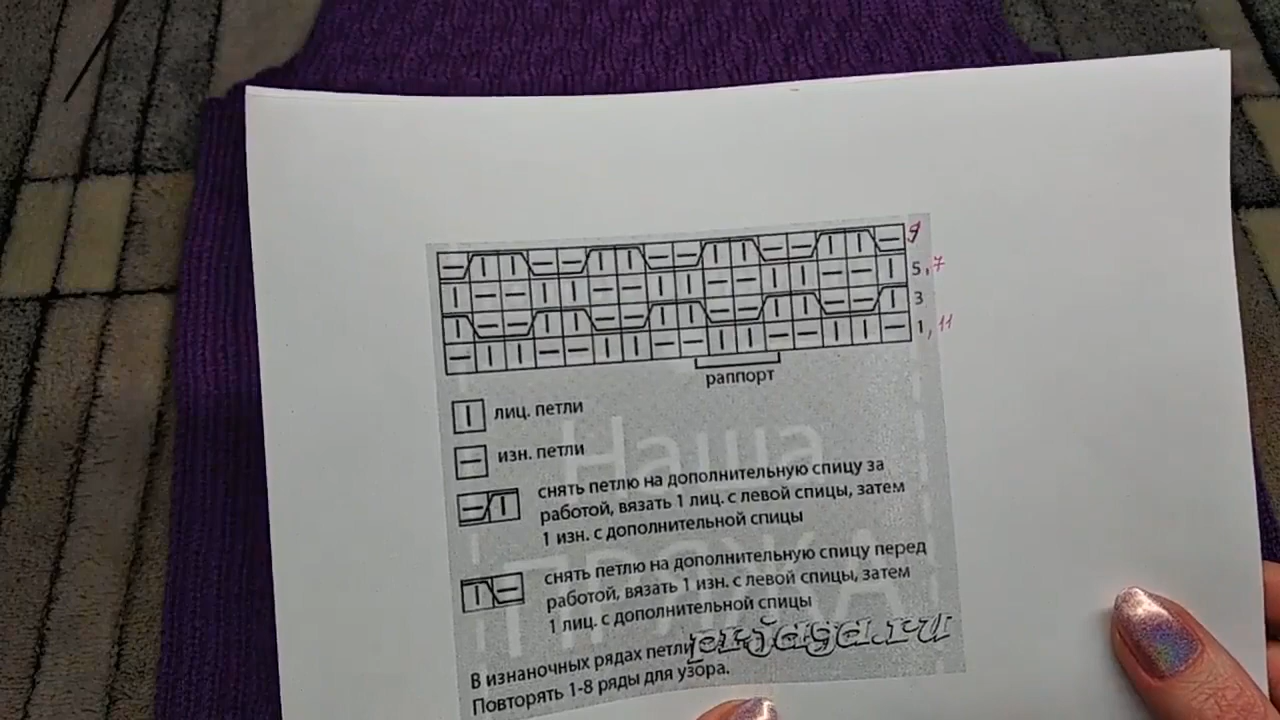 9
5,7
3
1,11
раппорт
лиц. петли
изн. петли
снять петлю на дополнительную спицу за
работой, вязать 1 лиц. с левой спицы, затем
1 изн. с дополнительной спицы
снять петлю на дополнительную спицу перед
работой, вязать 1 изн. с левой спицы, затем
1 лиц. с дополнительной спицы
В изнаночных рядах петли
Повторять 1-8 ряды для узора.
Наша
ПРЯЖА